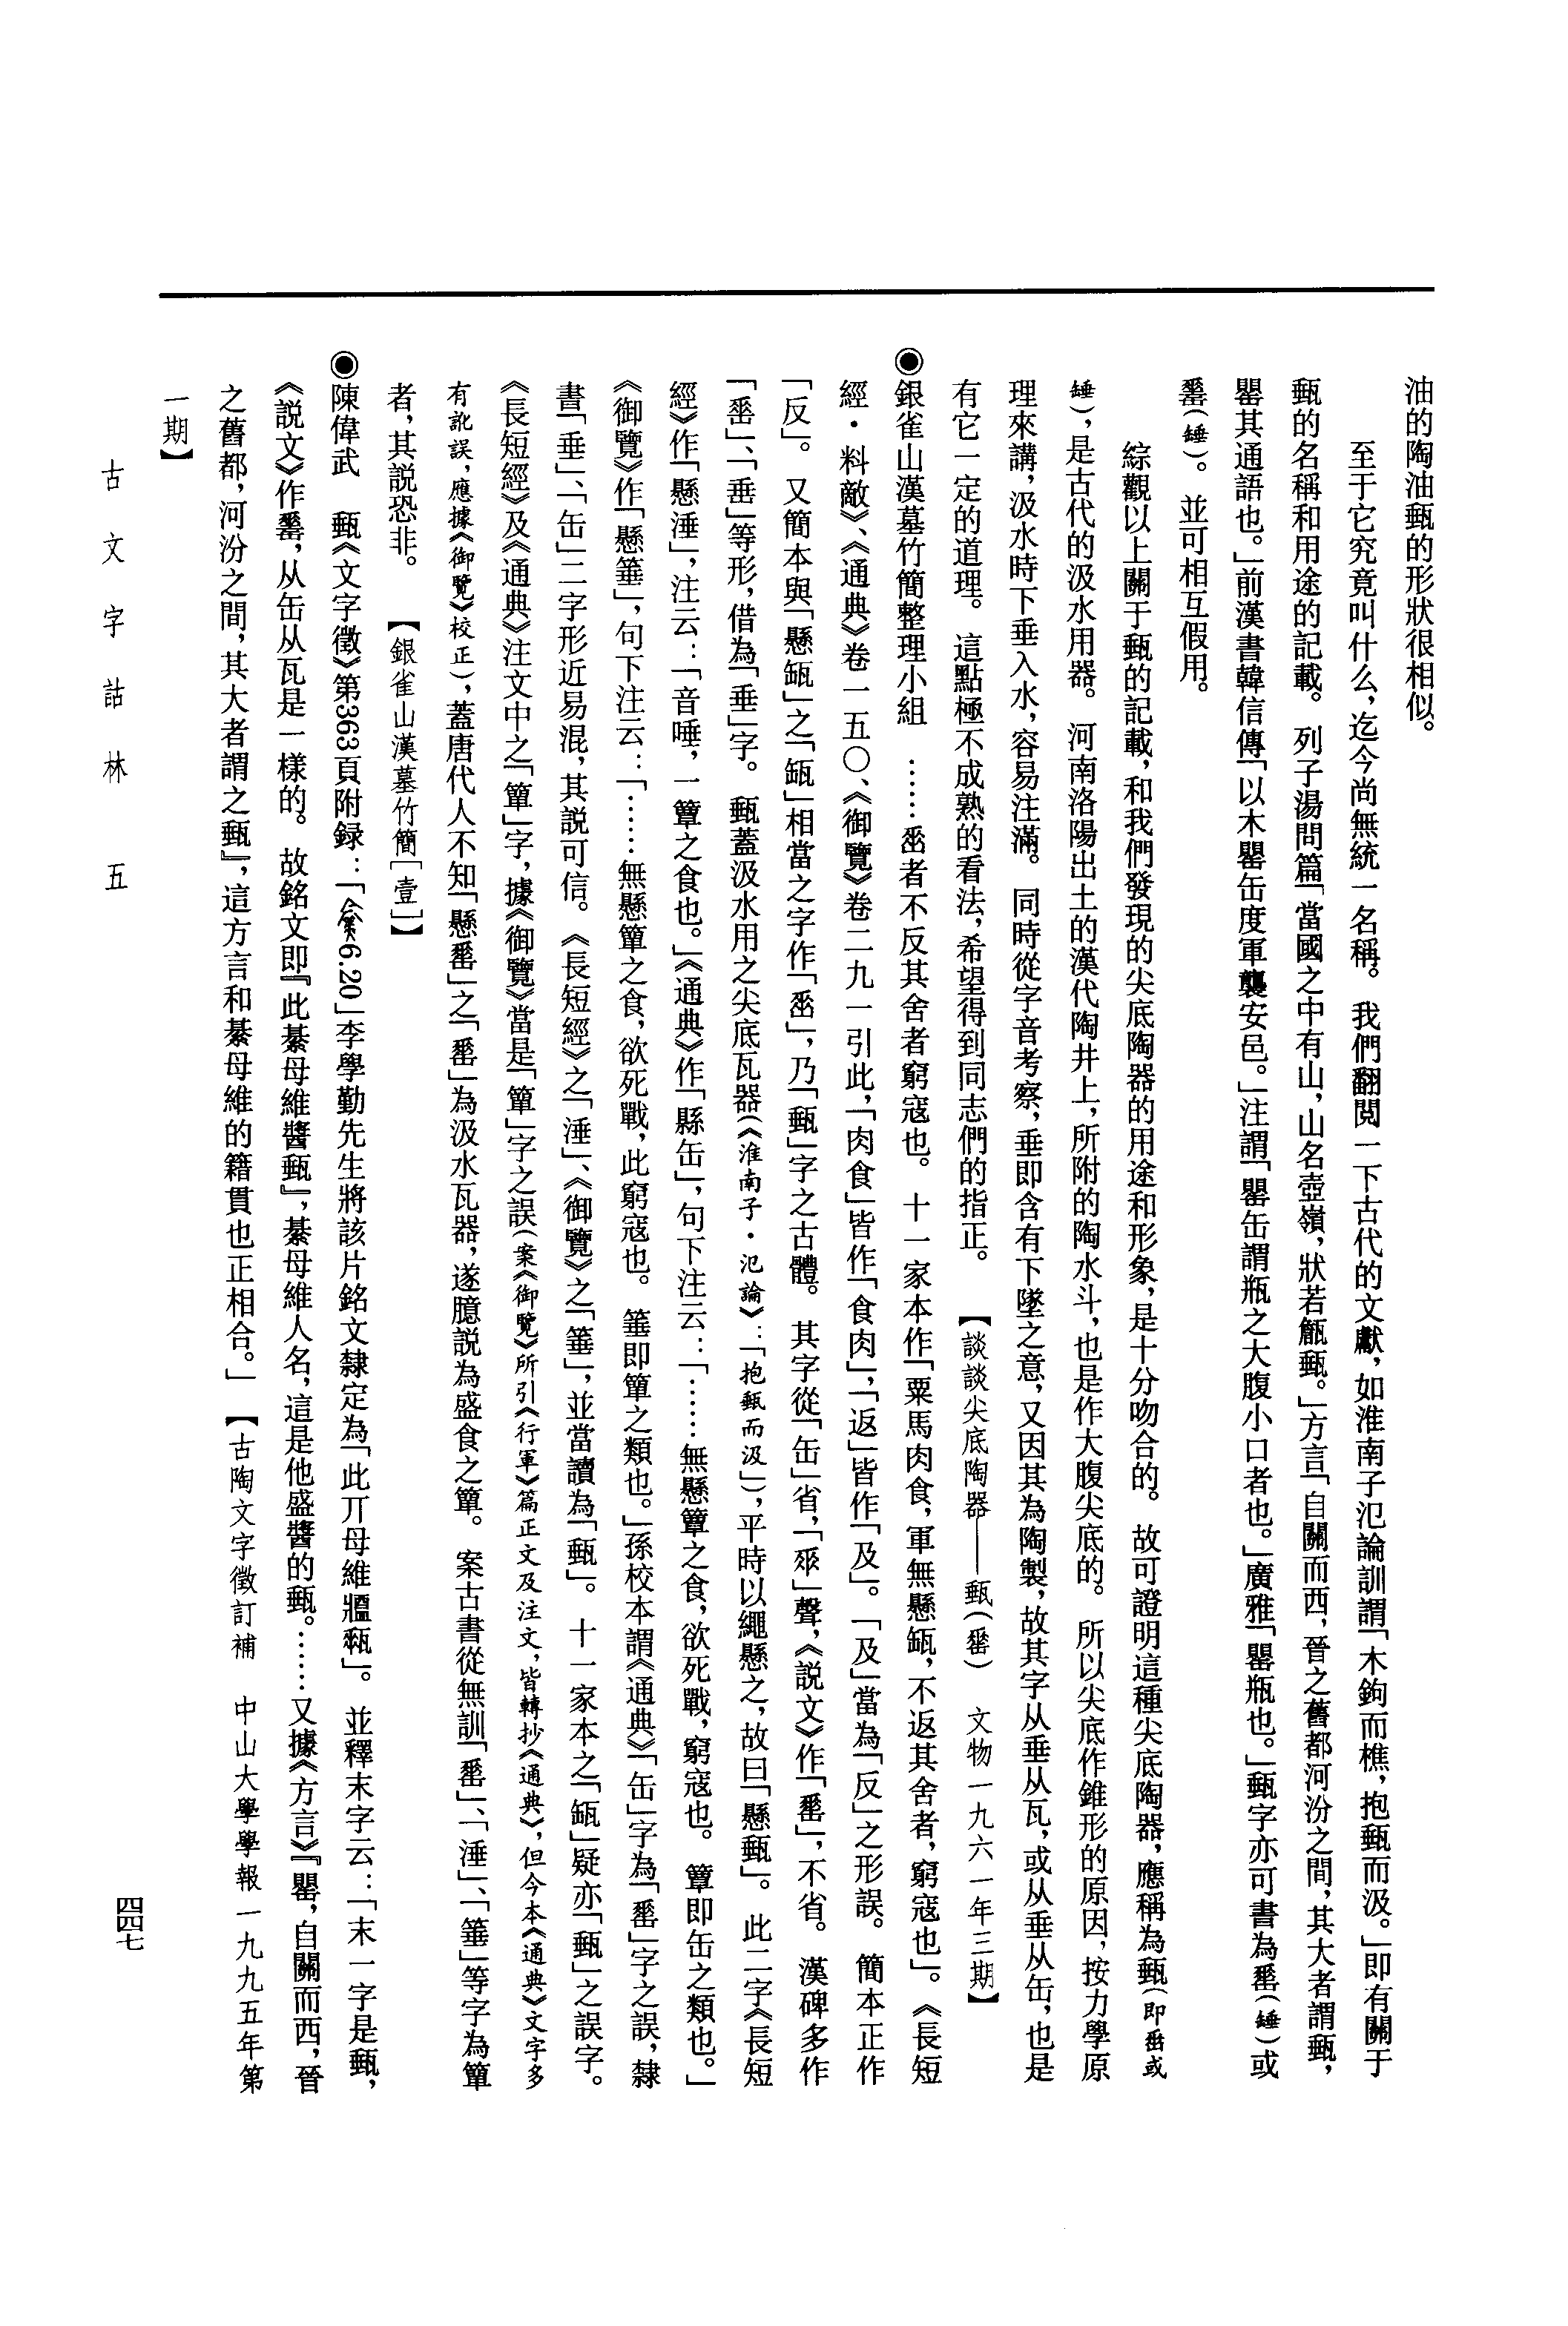 油的陶油甀的形狀很相似。
至于它究竟叫什么，迄今尚無統一名稱。我們翻閲一下古代的文獻，如淮南子氾論訓謂「木鉤而樵，抱甀而汲。」即有關于
甀的名稱和用途的記載。列子湯問篇「當國之中有山，山名壺嶺，狀若甔甀。」方言「自關而西，晉之舊都河汾之間，其大者謂甀，
罌其通語也。」前漢書韓信傳「以木罌缶度軍襲安邑。」注謂「罌缶謂瓶之大腹小口者也。」廣雅「罌瓶也。」甀字亦可書為㽀（𦈲）或
㽀（𦈲）。並可相互假用。
綜觀以上關于甀的記載，和我們發現的尖底陶器的用途和形象，是十分吻合的。故可證明這種尖底陶器，應稱為甀（即㽀或
𦈲），是古代的汲水用器。河南洛陽出土的漢代陶井上，所附的陶水斗，也是作大腹尖底的。所以尖底作錐形的原因，按力學原
理來講，汲水時下垂入水，容易注滿。同時從字音考察，垂即含有下墜之意，又因其為陶製，故其字从垂从瓦，或从垂从缶，也是
有它一定的道理。這點極不成熟的看法，希望得到同志們的指正。【談談尖底陶器——甀（㽀）　文物一九六一年三期】
◉銀雀山漢墓竹簡整理小組　……者不反其舍者窮寇也。十一家本作「粟馬肉食，軍無懸缻，不返其舍者，窮寇也」。《長短
經·料敵》、《通典》卷一五〇、《御覽》卷二九一引此，「肉食」皆作「食肉」，「返」皆作「及」。「及」當為「反」之形誤。簡本正作
「反」。又簡本與「懸缻」之「缻」相當之字作「」，乃「甀」字之古體。其字從「缶」省，「𠂹」聲，《説文》作「㽀」，不省。漢碑多作
「㽀」、「垂」等形，借為「垂」字。甀蓋汲水用之尖底瓦器（《淮南子·氾論》：「抱甀而汲」），平時以繩懸之，故曰「懸甀」。此二字《長短
經》作「懸涶」，注云：「音唾，一簞之食也。」《通典》作「縣缶」，句下注云：「……無懸簞之食，欲死戰，窮寇也。簞即缶之類也。」
《御覽》作「懸箠」，句下注云：「……無懸簞之食，欲死戰，此窮寇也。箠即簞之類也。」孫校本謂《通典》「缶」字為「㽀」字之誤，隸
書「垂」、「缶」二字形近易混，其説可信。《長短經》之「涶」、《御覽》之「箠」，並當讀為「甀」。十一家本之「缻」疑亦「甀」之誤字。
《長短經》及《通典》注文中之「簞」字，據《御覽》當是「簞」字之誤（案《御覽》所引《行軍》篇正文及注文，皆轉抄《通典》，但今本《通典》文字多
有訛誤，應據《御覽》校正），蓋唐代人不知「懸㽀」之「㽀」為汲水瓦器，遂臆説為盛食之簞。案古書從無訓「㽀」、「涶」、「箠」等字為簞
者，其説恐非。【銀雀山漢墓竹簡［壹］】
◉陳偉武　甀《文字徵》第363頁附録：「6.20」李學勤先生將該片銘文隸定為「此丌母維𤖕㼱」。並釋末字云：「末一字是甀，
《説文》作㽀，从缶从瓦是一樣的。故銘文即『此綦母維醬甀』，綦母維人名，這是他盛醬的甀。……又據《方言》『罌，自關而西，晉
之舊都，河汾之間，其大者謂之甀』，這方言和綦母維的籍貫也正相合。」【古陶文字徵訂補　中山大學學報一九九五年第
一期】
古文字詁林　五
四四七